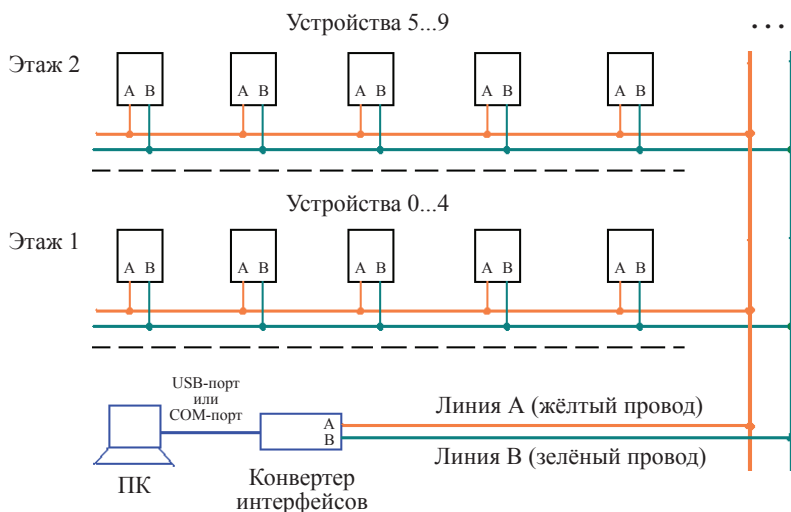 Устройства 5...9
...
Этаж 2
A B A B A B A B A B
Устройства 0...4
Этаж 1
A B A B A B A B A B
USB-порт
или
COM-порт
A
B
Линия A (жёлтый провод)
Линия B (зелёный провод)
ПК
Конвертер
интерфейсов